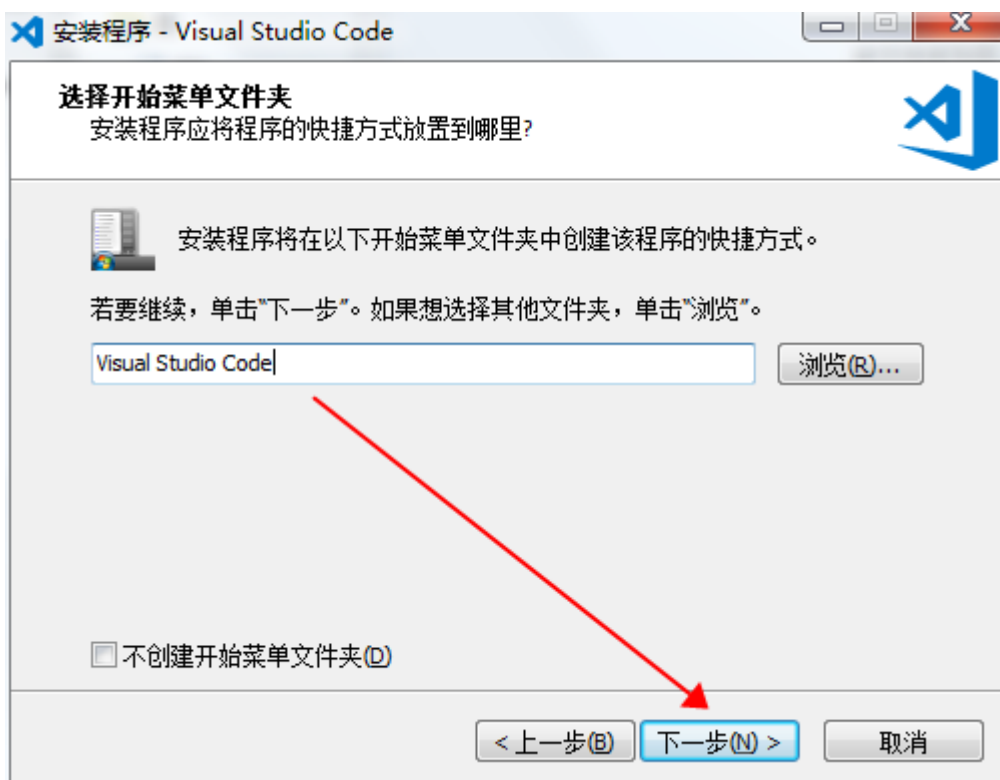 安装程序 - Visual Studio Code
选择开始菜单文件夹
安装程序应将程序的快捷方式放置到哪里?
安装程序将在以下开始菜单文件夹中创建该程序的快捷方式。
若要继续，单击"下一步"。如果想选择其他文件夹，单击"浏览"。
Visual Studio Code
浏览(R)...
不创建开始菜单文件夹(D)
< 上一步(B)
下一步(N) >
取消